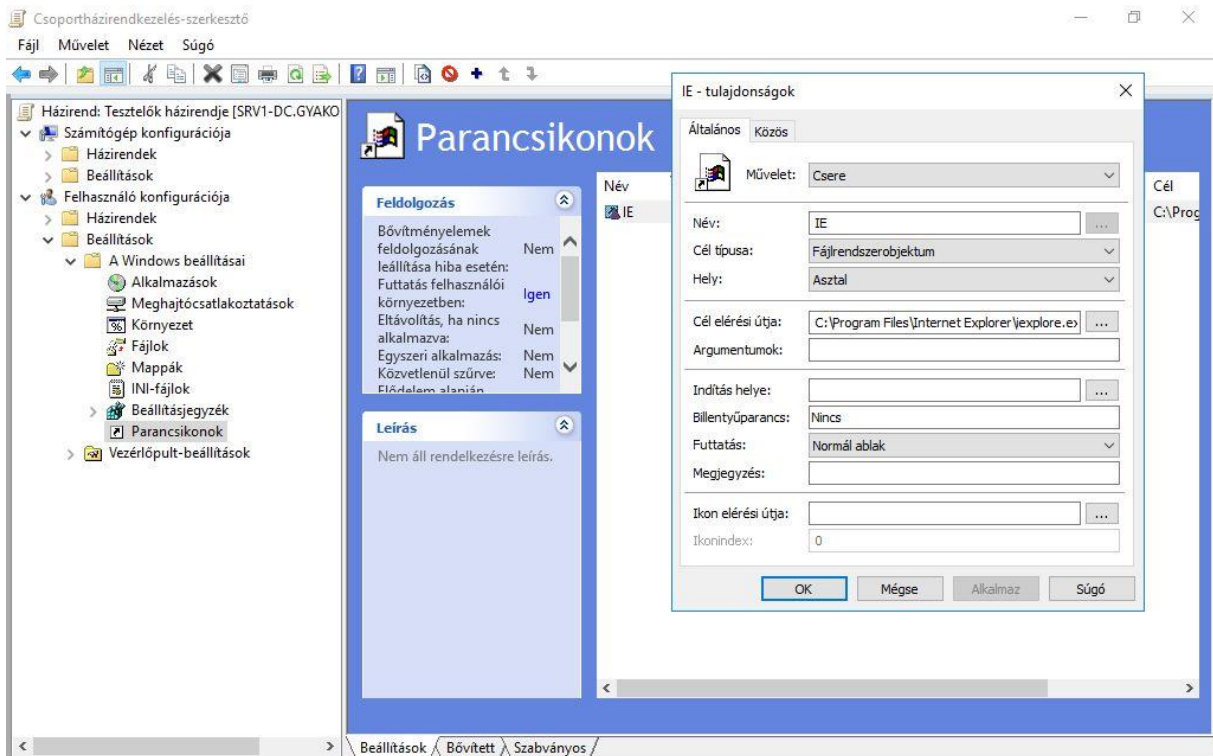 Csoportházirendkezelés-szerkesztő
Fájl Művelet Nézet Súgó
Házirend: Tesztelők házirendje [SRV1-DC.GYAKO
Számítógép konfigurációja
Házirendek
Beállítások
Felhasználó konfigurációja
Házirendek
Beállítások
A Windows beállításai
Alkalmazások
Meghajtócsatlakoztatások
Környezet
Fájlok
Mappák
INI-fájlok
Beállításjegyzék
Parancsikonok
Vezérlőpult-beállítások
Parancsikonok
Feldolgozás
Bővítményelemek
feldolgozásának Nem
leállítása hiba esetén:
Futtatás felhasználói
környezetben: Igen
Eltávolítás, ha nincs
alkalmazva: Nem
Egyszeri alkalmazás: Nem
Közvetlenül szűrve: Nem
Elődelem alapján
Leírás
Nem áll rendelkezésre leírás.
Név Cél
IE C:\Prog
IE - tulajdonságok
Általános Közös
Művelet: Csere
Név: IE ...
Cél típusa: Fájlrendszerobjektum
Hely: Asztal
Cél elérési útja: C:\Program Files\Internet Explorer\iexplore.ex ...
Argumentumok:
Indítás helye: ...
Billentyűparancs: Nincs
Futtatás: Normál ablak
Megjegyzés:
Ikon elérési útja: ...
Ikonindex: 0
OK Mégse Alkalmaz Súgó
Beállítások Bővített Szabványos